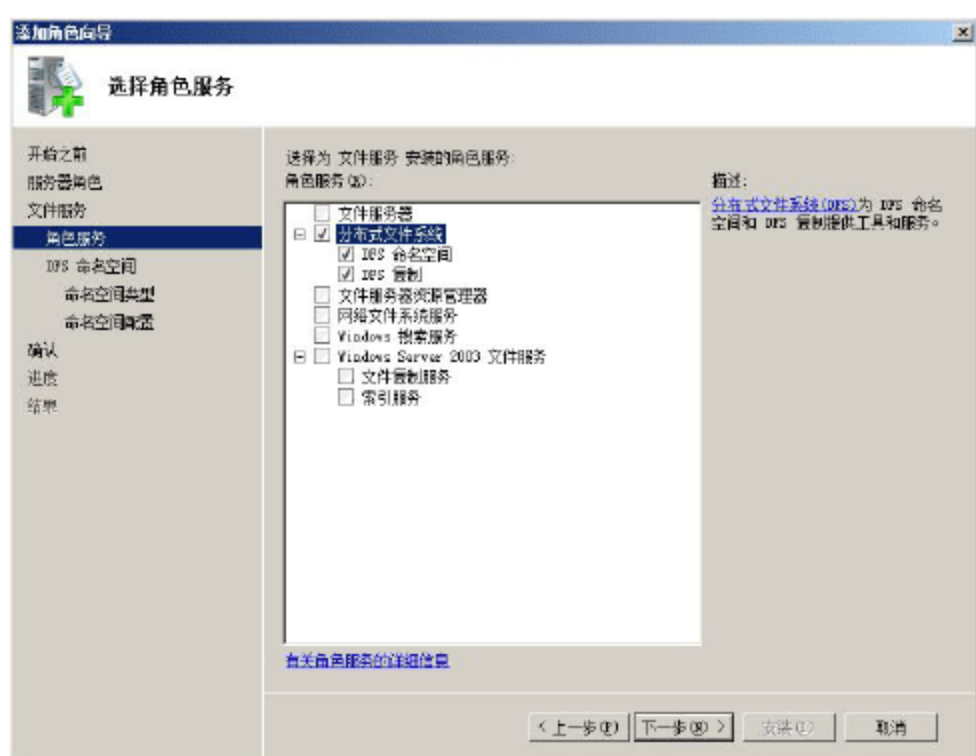 添加角色向导
选择角色服务
开始之前
服务器角色
文件服务
角色服务
DFS 命名空间
命名空间类型
命名空间配置
确认
进度
结果
选择为 文件服务 安装的角色服务:
角色服务(R):
文件服务器
分布式文件系统
DFS 命名空间
DFS 复制
文件服务器资源管理器
网络文件系统服务
Windows 搜索服务
Windows Server 2003 文件服务
文件复制服务
索引服务
有关角色服务的详细信息
描述:
分布式文件系统(DFS)为 DFS 命名
空间和 DFS 复制提供工具和服务。
< 上一步(P)
下一步(N) >
安装(I)
取消